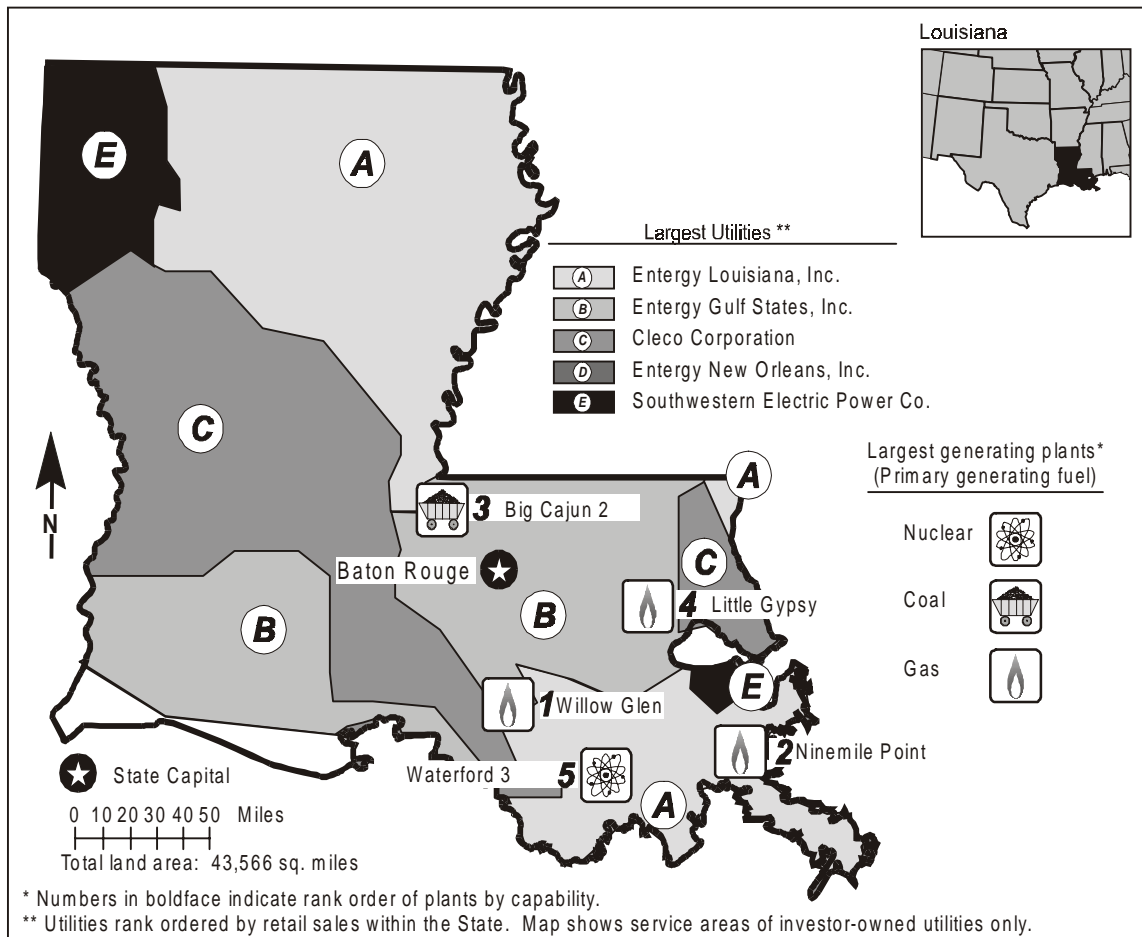 Louisiana
E
A
Largest Utilities **
A Entergy Louisiana, Inc.
B Entergy Gulf States, Inc.
C Cleco Corporation
D Entergy New Orleans, Inc.
E Southwestern Electric Power Co.
C
Largest generating plants*
(Primary generating fuel)
A
N
3 Big Cajun 2
Nuclear
Baton Rouge
C
4 Little Gypsy
Coal
B
B
E
Gas
1 Willow Glen
2 Ninemile Point
Waterford 3 5
State Capital
A
0 10 20 30 40 50 Miles
Total land area: 43,566 sq. miles
* Numbers in boldface indicate rank order of plants by capability.
** Utilities rank ordered by retail sales within the State. Map shows service areas of investor-owned utilities only.